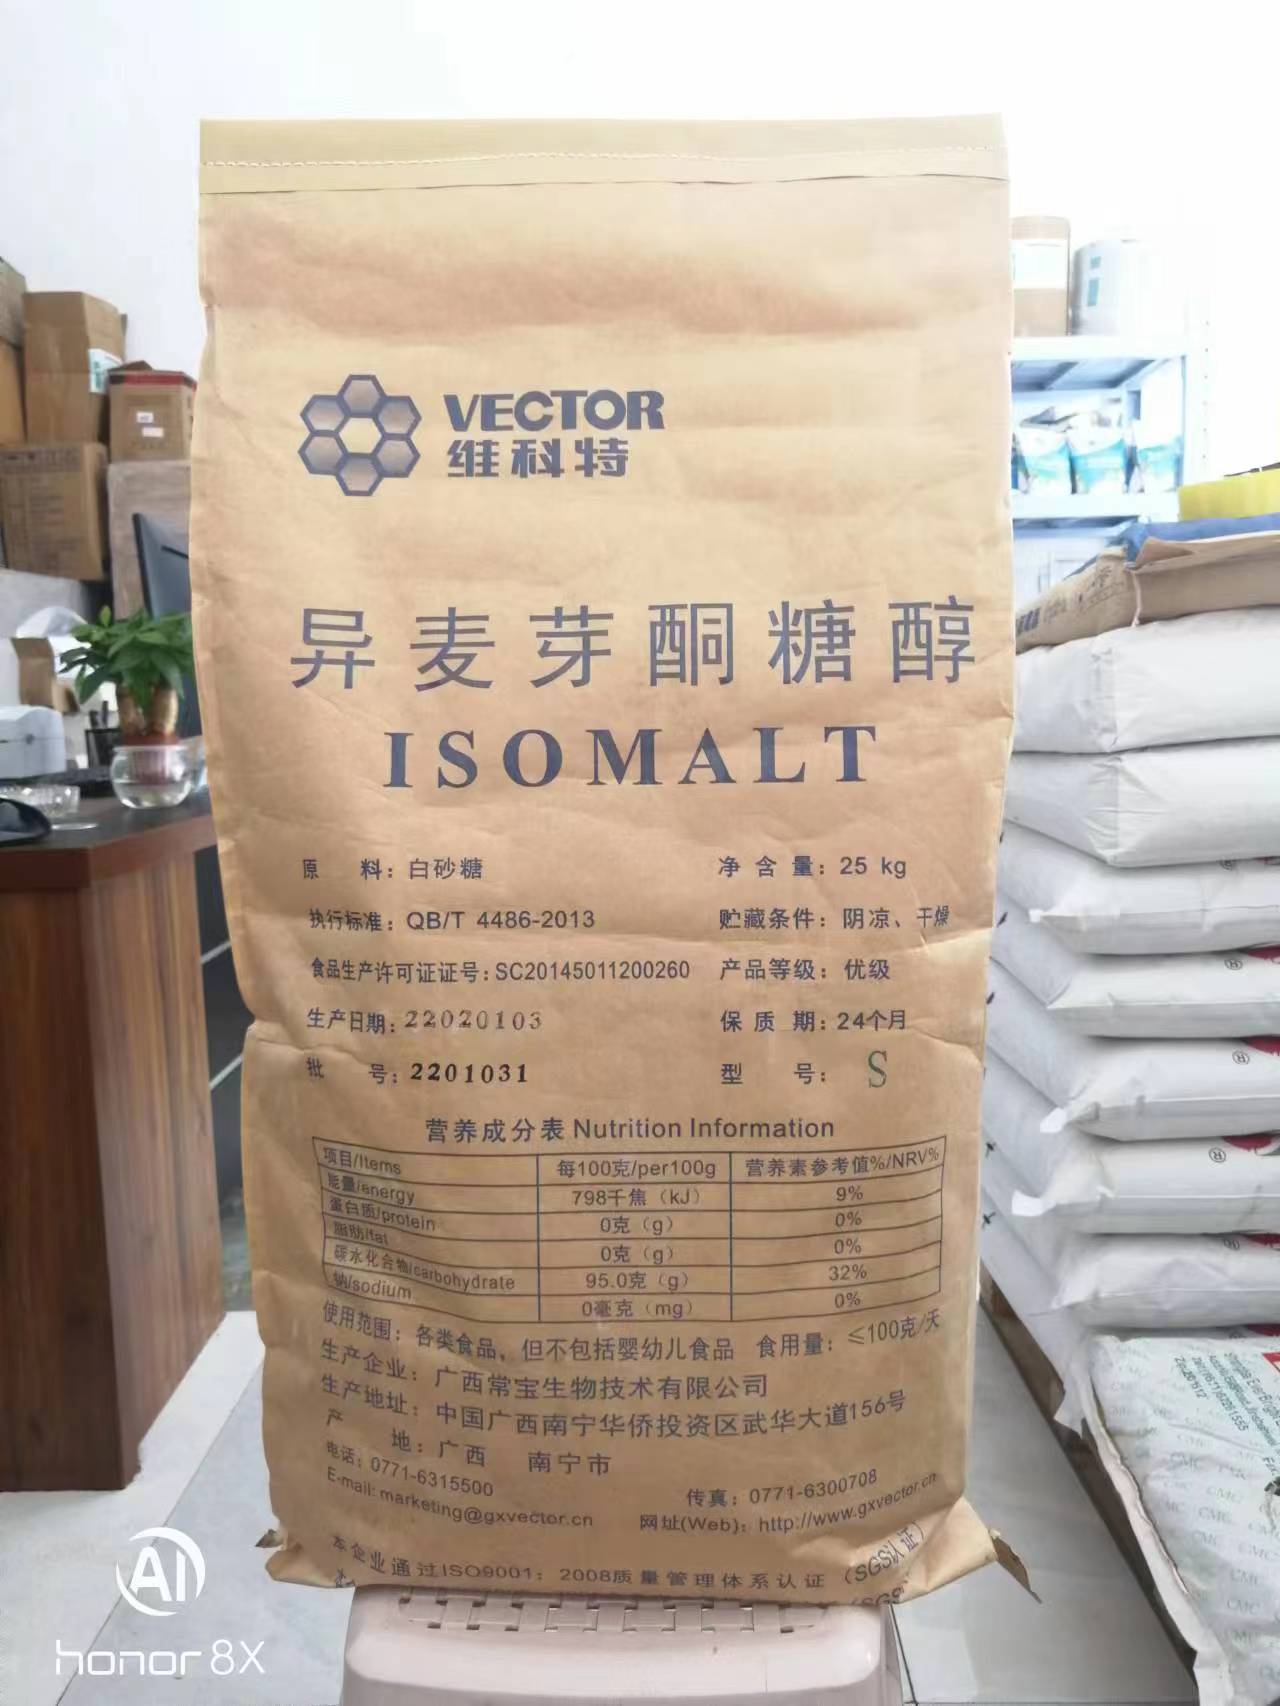 VECTOR
维科特
异麦芽酮糖醇
ISOMALT
原 料：白砂糖 净含量：25 kg
执行标准：QB/T 4486-2013 贮藏条件：阴凉、干燥
食品生产许可证证号：SC20145011200260 产品等级：优级
生产日期：22020103 保质期：24个月
批 号：2201031 型 号：S
营养成分表 Nutrition Information
项目/Items 每100克/per100g 营养素参考值%/NRV%
能量/energy 798千焦（kJ） 9%
蛋白质/protein 0克（g） 0%
脂肪/fat 0克（g） 0%
碳水化合物/carbohydrate 95.0克（g） 32%
钠/sodium 0毫克（mg） 0%
使用范围：各类食品，但不包括婴幼儿食品 食用量：≤100克/天
生产企业：广西常宝生物技术有限公司
生产地址：中国广西南宁华侨投资区武华大道156号
产 地：广西 南宁市
电话：0771-6315500 传真：0771-6300708
E-mail: marketing@gxvector.cn 网址(Web)：http://www.gxvector.cn
本企业通过ISO9001：2008质量管理体系认证（SGS认证）
AI
honor 8X